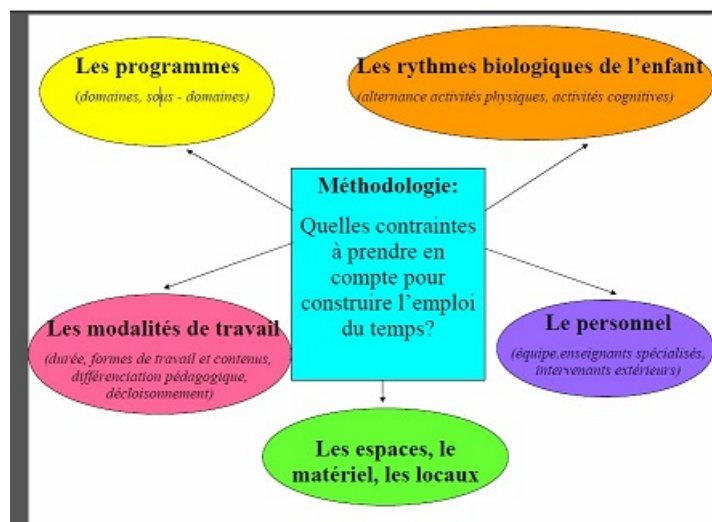 Les programmes
(domaines, sous - domaines)
Les rythmes biologiques de l'enfant
(alternance activités physiques, activités cognitives)
Méthodologie:
Quelles contraintes
à prendre en
compte pour
construire l'emploi
du temps?
Les modalités de travail
(durée, formes de travail et contenus,
différenciation pédagogique,
décloisonnement)
Le personnel
(équipe,enseignants spécialisés,
intervenants extérieurs)
Les espaces, le
matériel, les locaux